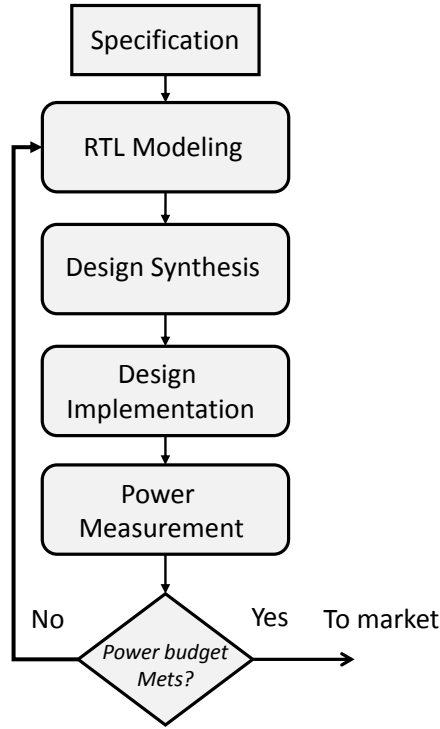 Specification
RTL Modeling
Design Synthesis
Design
Implementation
Power
Measurement
No
Yes
To market
Power budget
Mets?